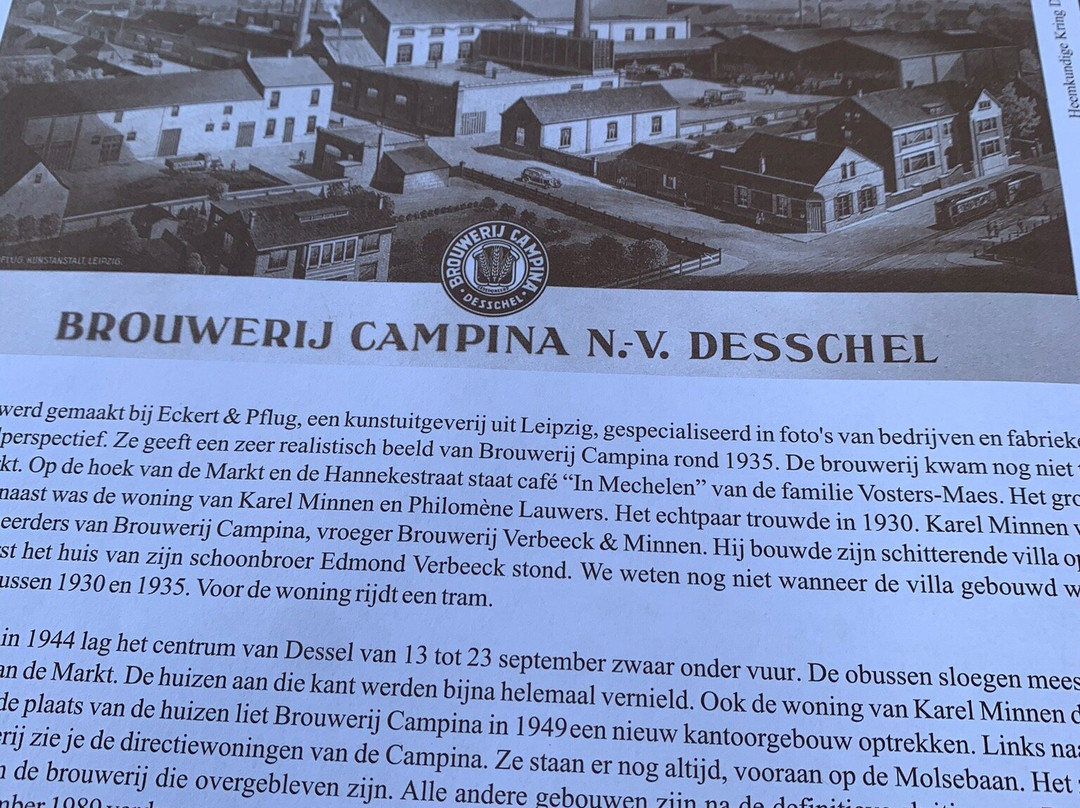 Heemkundige Kring D
PFLUG, KUNSTANSTALT, LEIPZIG.
BROUWERIJ CAMPINA
DESSCHEL
BROUWERIJ CAMPINA N.-V. DESSCHEL
werd gemaakt bij Eckert & Pflug, een kunstuitgeverij uit Leipzig, gespecialiseerd in foto's van bedrijven en fabrieke
perspectief. Ze geeft een zeer realistisch beeld van Brouwerij Campina rond 1935. De brouwerij kwam nog niet
kt. Op de hoek van de Markt en de Hannekestraat staat café “In Mechelen” van de familie Vosters-Maes. Het gro
naast was de woning van Karel Minnen en Philomène Lauwers. Het echtpaar trouwde in 1930. Karel Minnen
eerders van Brouwerij Campina, vroeger Brouwerij Verbeeck & Minnen. Hij bouwde zijn schitterende villa op
rst het huis van zijn schoonbroer Edmond Verbeeck stond. We weten nog niet wanneer de villa gebouwd w
ussen 1930 en 1935. Voor de woning rijdt een tram.
in 1944 lag het centrum van Dessel van 13 tot 23 september zwaar onder vuur. De obussen sloegen mees
an de Markt. De huizen aan die kant werden bijna helemaal vernield. Ook de woning van Karel Minnen d
de plaats van de huizen liet Brouwerij Campina in 1949 een nieuw kantoorgebouw optrekken. Links na
erij zie je de directiewoningen van de Campina. Ze staan er nog altijd, vooraan op de Molsebaan. Het
n de brouwerij die overgebleven zijn. Alle andere gebouwen zijn na de